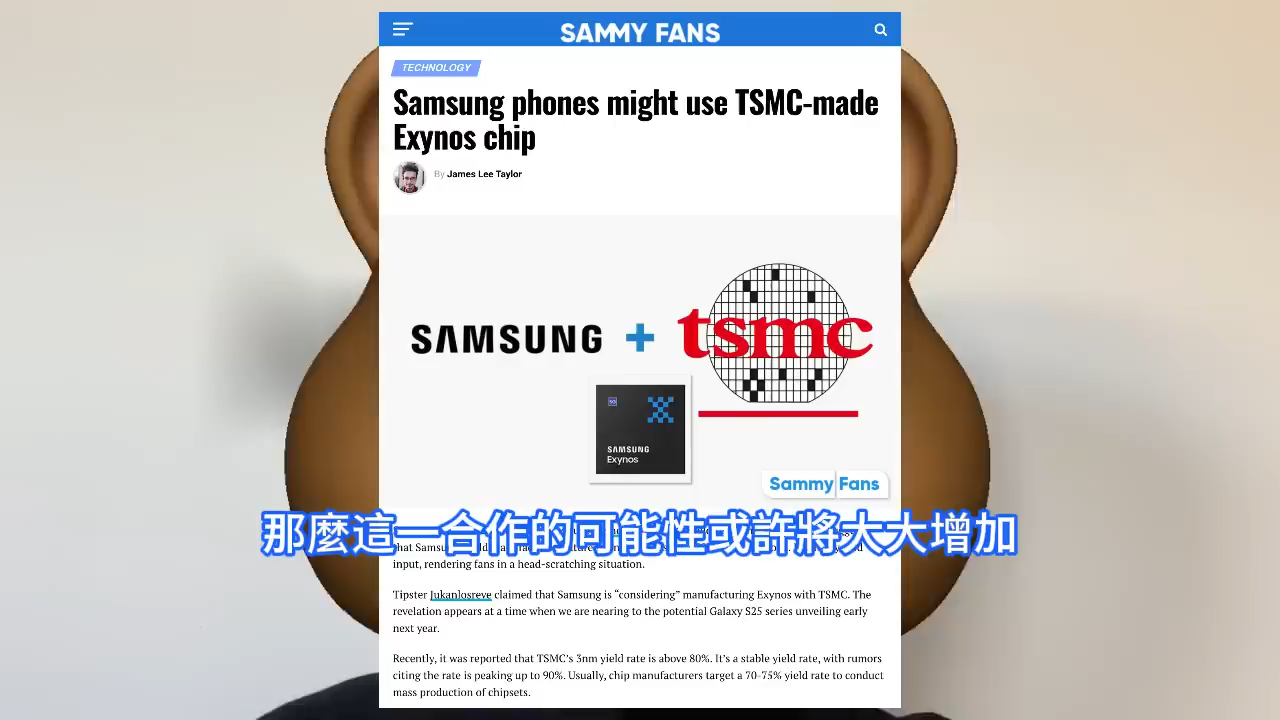 SAMMY FANS
TECHNOLOGY
Samsung phones might use TSMC-made
Exynos chip
By James Lee Taylor
SAMSUNG
tsmc
SAMSUNG
Exynos
Sammy Fans
那麼這一合作的可能性或許將大大增加
that Samsu
input, rendering fans in a head-scratching situation.
Tipster Jukanlosreve claimed that Samsung is “considering” manufacturing Exynos with TSMC. The
revelation appears at a time when we are nearing to the potential Galaxy S25 series unveiling early
next year.
Recently, it was reported that TSMC’s 3nm yield rate is above 80%. It’s a stable yield rate, with rumors
citing the rate is peaking up to 90%. Usually, chip manufacturers target a 70-75% yield rate to conduct
mass production of chipsets.